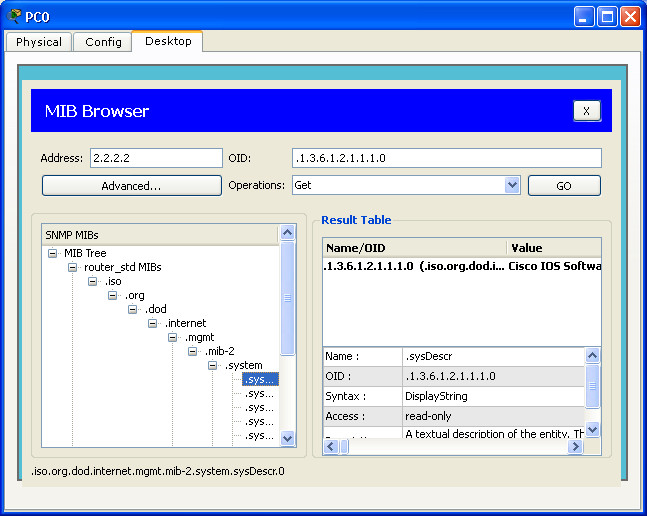 PC0
Physical Config Desktop
MIB Browser X
Address: 2.2.2.2 OID: .1.3.6.1.2.1.1.1.0
Advanced... Operations: Get GO
SNMP MIBs
MIB Tree
router_std MIBs
.iso
.org
.dod
.internet
.mgmt
.mib-2
.system
.sys...
.sys...
.sys...
.sys...
.sys...
Result Table
Name/OID Value
.1.3.6.1.2.1.1.1.0 (.iso.org.dod.i... Cisco IOS Softwa
Name : .sysDescr
OID : .1.3.6.1.2.1.1.1.0
Syntax : DisplayString
Access : read-only
A textual description of the entity. Th
.iso.org.dod.internet.mgmt.mib-2.system.sysDescr.0